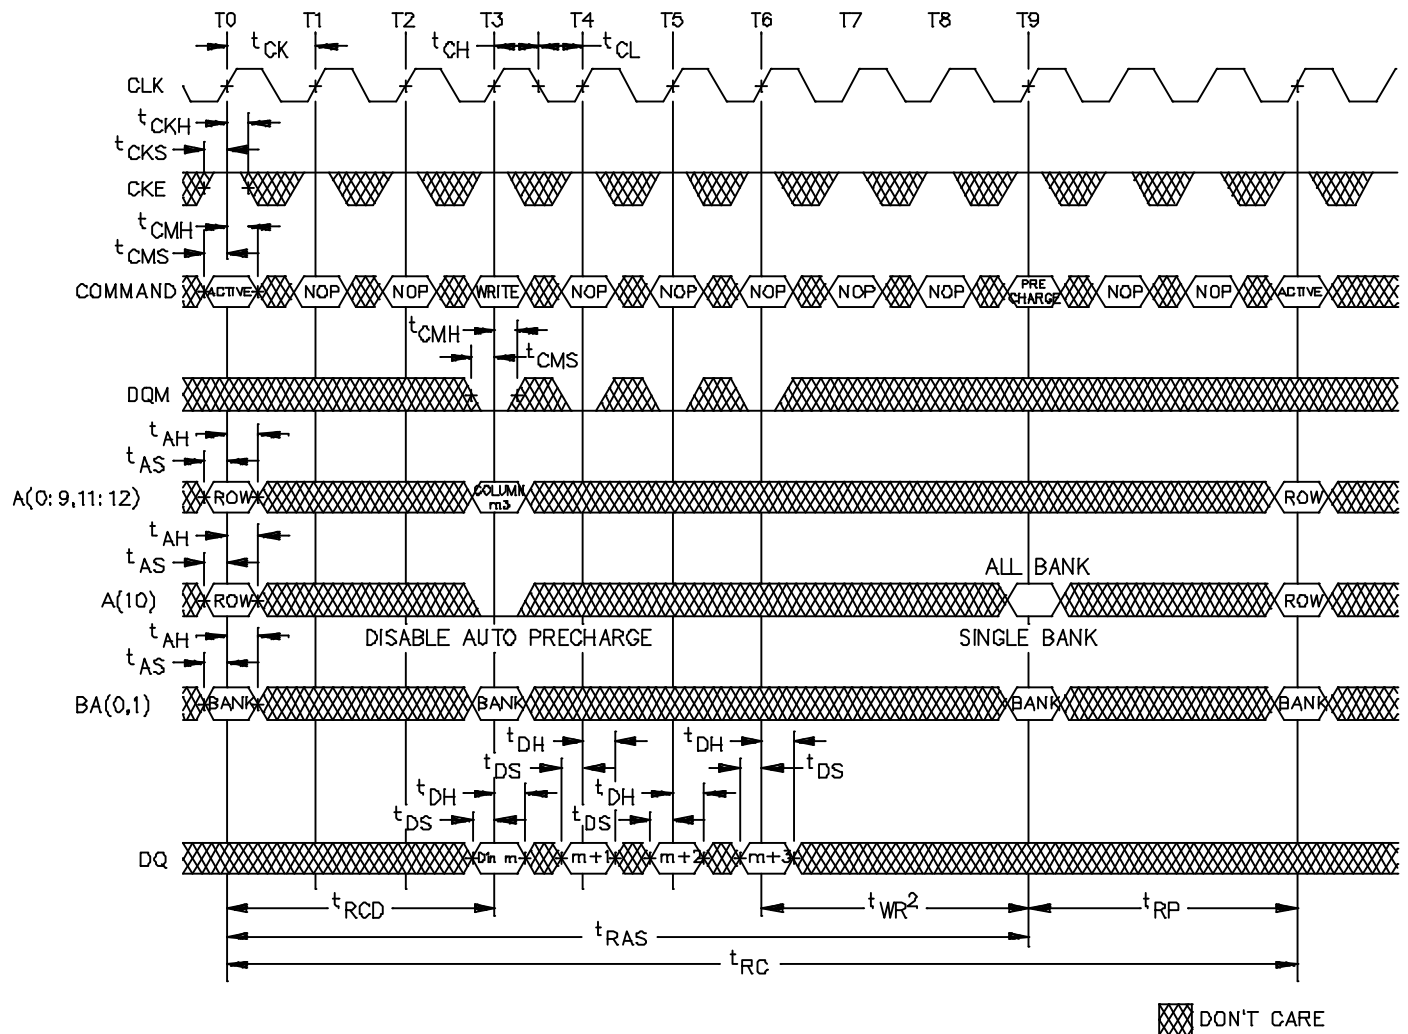 T0 T1 T2 T3 T4 T5 T6 T7 T8 T9
tCK tCH tCL
CLK
tCKH
tCKS
CKE
tCMH
tCMS
COMMAND ACTIVE NOP NOP WRITE NOP NOP NOP NOP NOP PRE CHARGE NOP NOP ACTIVE
tCMH
tCMS
DQM
tAH
tAS
A(0:9,11:12) ROW COLUMN m3 ROW
tAH
tAS
ALL BANK
A(10) ROW ROW
DISABLE AUTO PRECHARGE SINGLE BANK
tAH
tAS
BA(0,1) BANK BANK BANK BANK
tDH tDH
tDS tDS
tDH tDH
tDS tDS
DQ Din m m+1 m+2 m+3
tRCD tWR2 tRP
tRAS
tRC
DON'T CARE